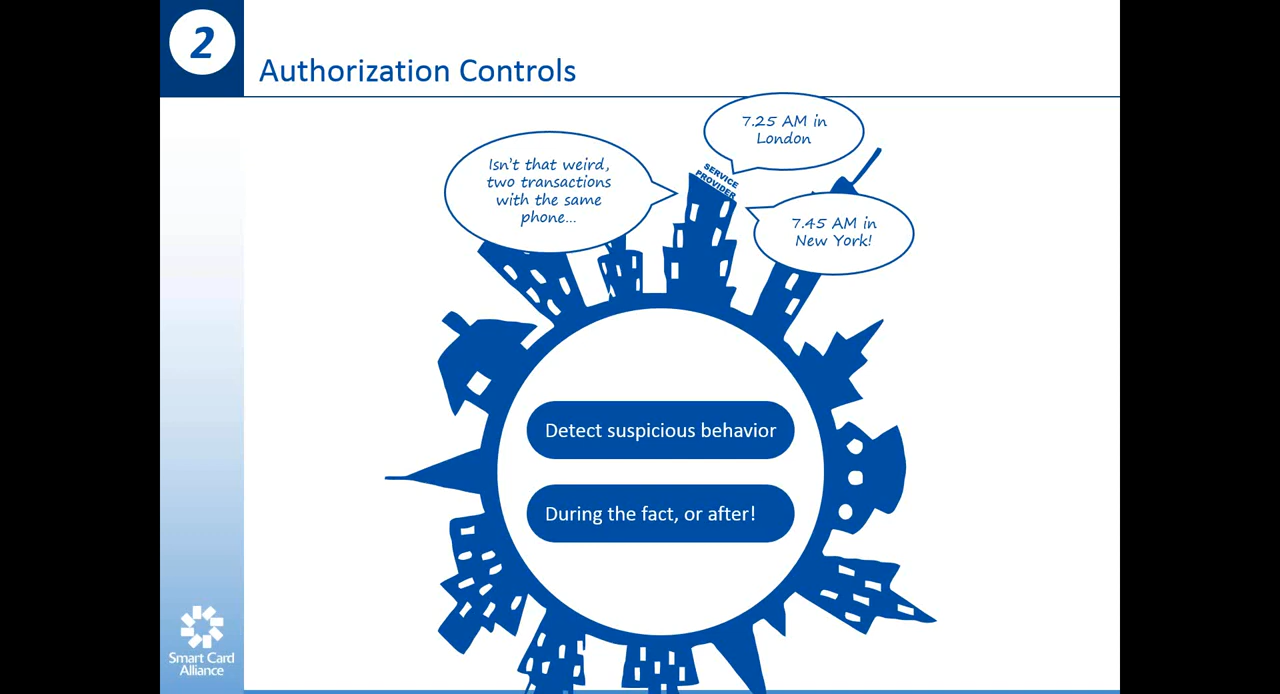 2
Authorization Controls
7.25 AM in
London
Isn't that weird,
two transactions
with the same
phone...
SERVICE
PROVIDER
7.45 AM in
New York!
Detect suspicious behavior
During the fact, or after!
Smart Card
Alliance